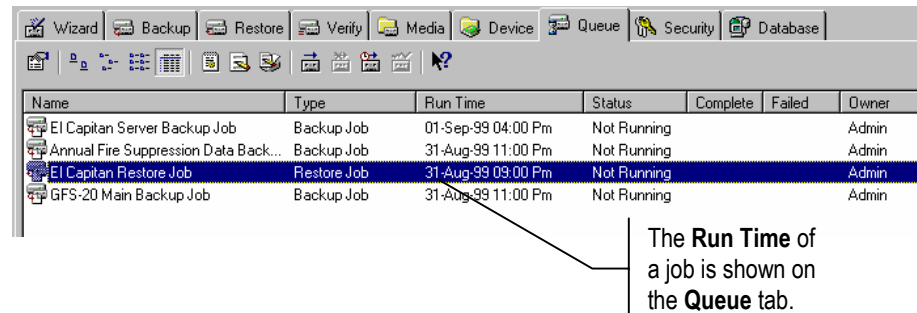 Wizard Backup Restore Verify Media Device Queue Security Database
Name Type Run Time Status Complete Failed Owner
El Capitan Server Backup Job Backup Job 01-Sep-99 04:00 Pm Not Running Admin
Annual Fire Suppression Data Back... Backup Job 31-Aug-99 11:00 Pm Not Running Admin
El Capitan Restore Job Restore Job 31-Aug-99 09:00 Pm Not Running Admin
GFS-20 Main Backup Job Backup Job 31-Aug-99 11:00 Pm Not Running Admin
The Run Time of
a job is shown on
the Queue tab.